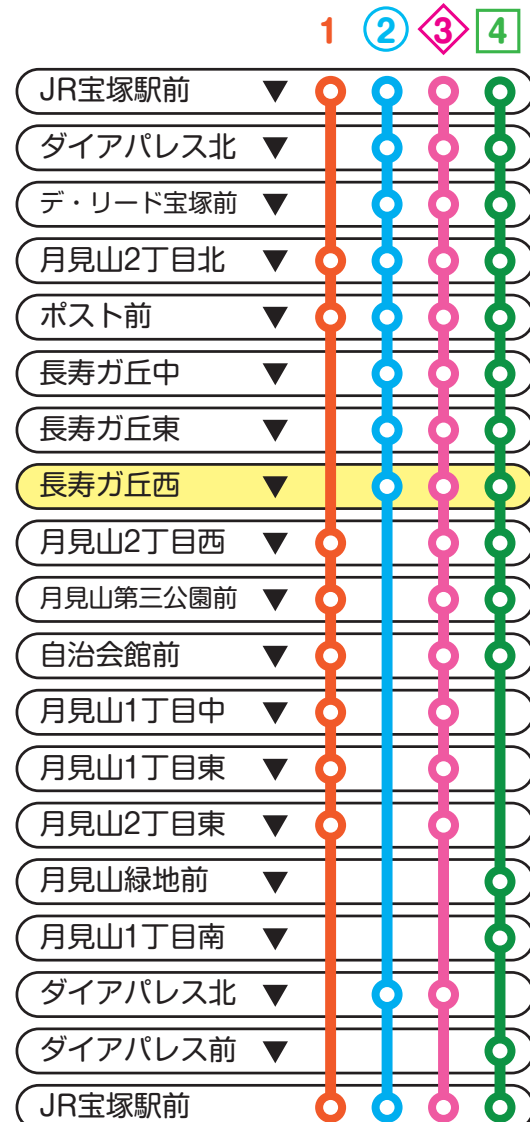 1 2 3 4
JR宝塚駅前 ▼
ダイアパレス北 ▼
デ・リード宝塚前 ▼
月見山2丁目北 ▼
ポスト前 ▼
長寿ガ丘中 ▼
長寿ガ丘東 ▼
長寿ガ丘西 ▼
月見山2丁目西 ▼
月見山第三公園前 ▼
自治会館前 ▼
月見山1丁目中 ▼
月見山1丁目東 ▼
月見山2丁目東 ▼
月見山緑地前 ▼
月見山1丁目南 ▼
ダイアパレス北 ▼
ダイアパレス前 ▼
JR宝塚駅前